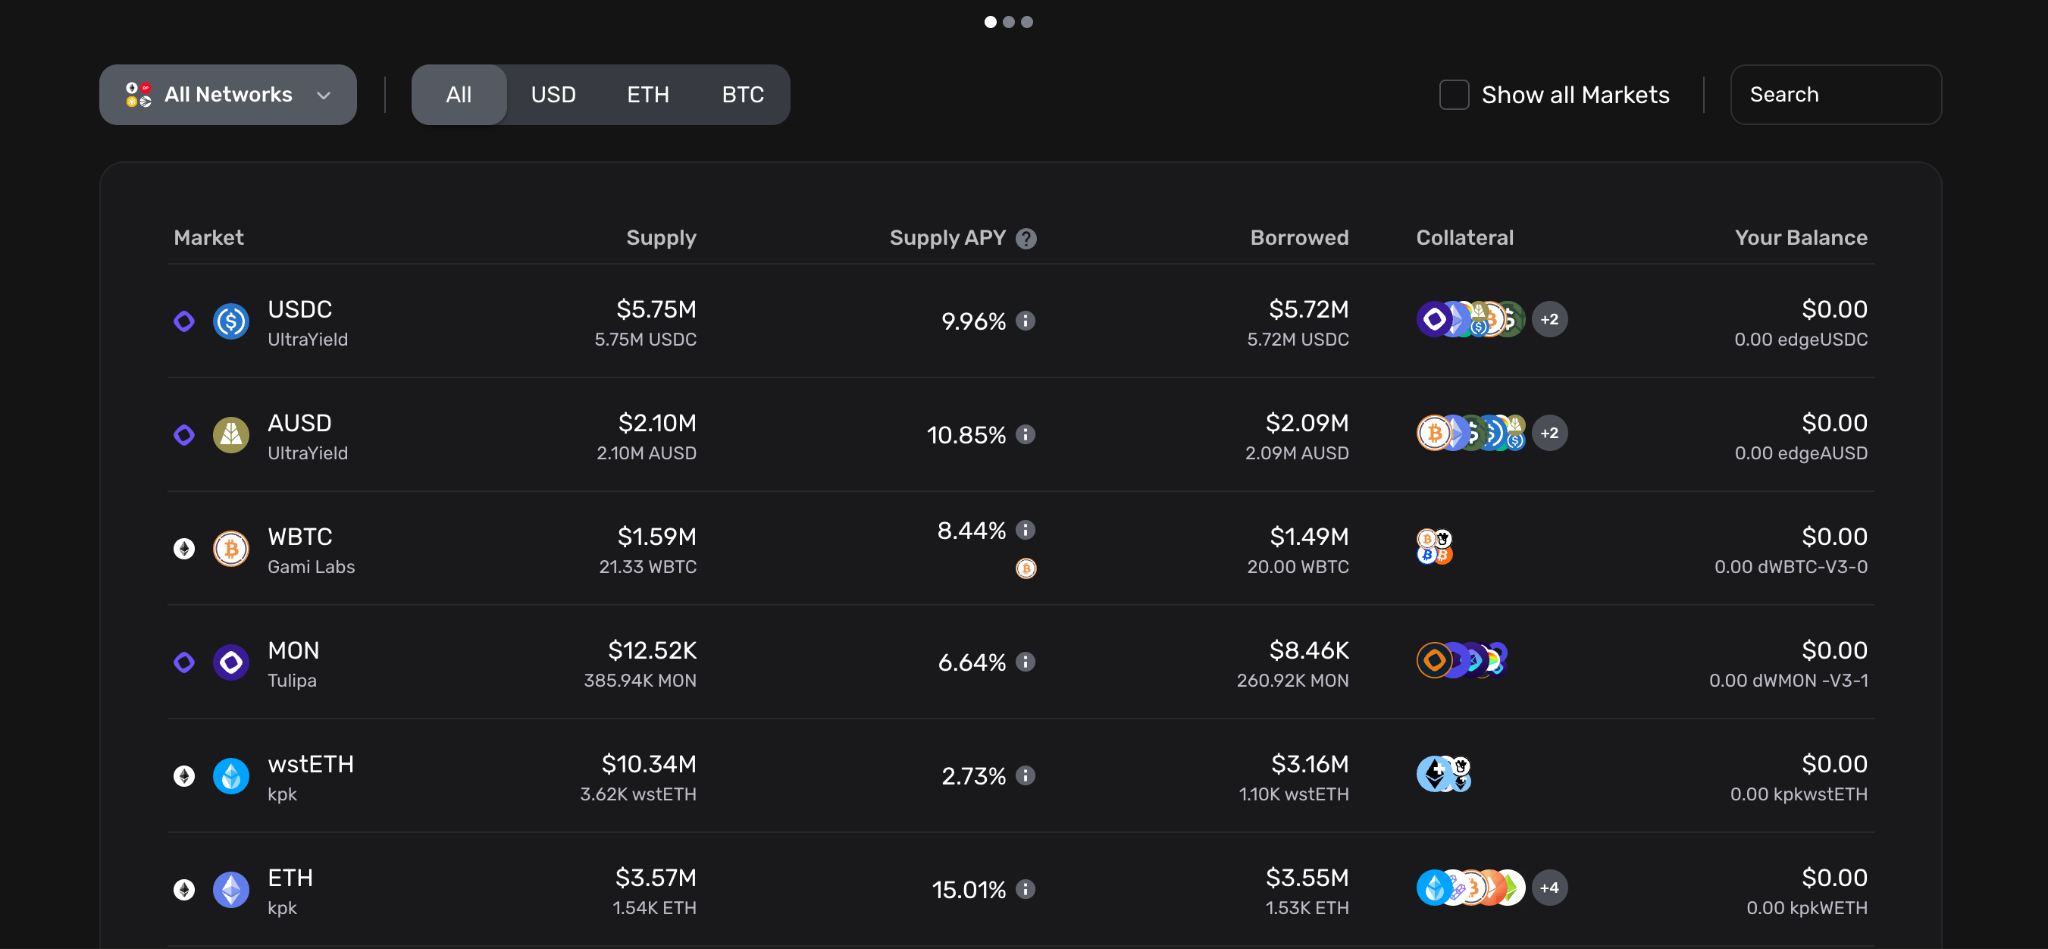 All Networks
All USD ETH BTC
Show all Markets
Search
Market Supply Supply APY ? Borrowed Collateral Your Balance
USDC $5.75M 9.96% $5.72M +2 $0.00
UltraYield 5.75M USDC 5.72M USDC 0.00 edgeUSDC
AUSD $2.10M 10.85% $2.09M +2 $0.00
UltraYield 2.10M AUSD 2.09M AUSD 0.00 edgeAUSD
WBTC $1.59M 8.44% $1.49M $0.00
Gami Labs 21.33 WBTC 20.00 WBTC 0.00 dWBTC-V3-0
MON $12.52K 6.64% $8.46K $0.00
Tulipa 385.94K MON 260.92K MON 0.00 dWMON -V3-1
wstETH $10.34M 2.73% $3.16M $0.00
kpk 3.62K wstETH 1.10K wstETH 0.00 kpkwstETH
ETH $3.57M 15.01% $3.55M +4 $0.00
kpk 1.54K ETH 1.53K ETH 0.00 kpkWETH